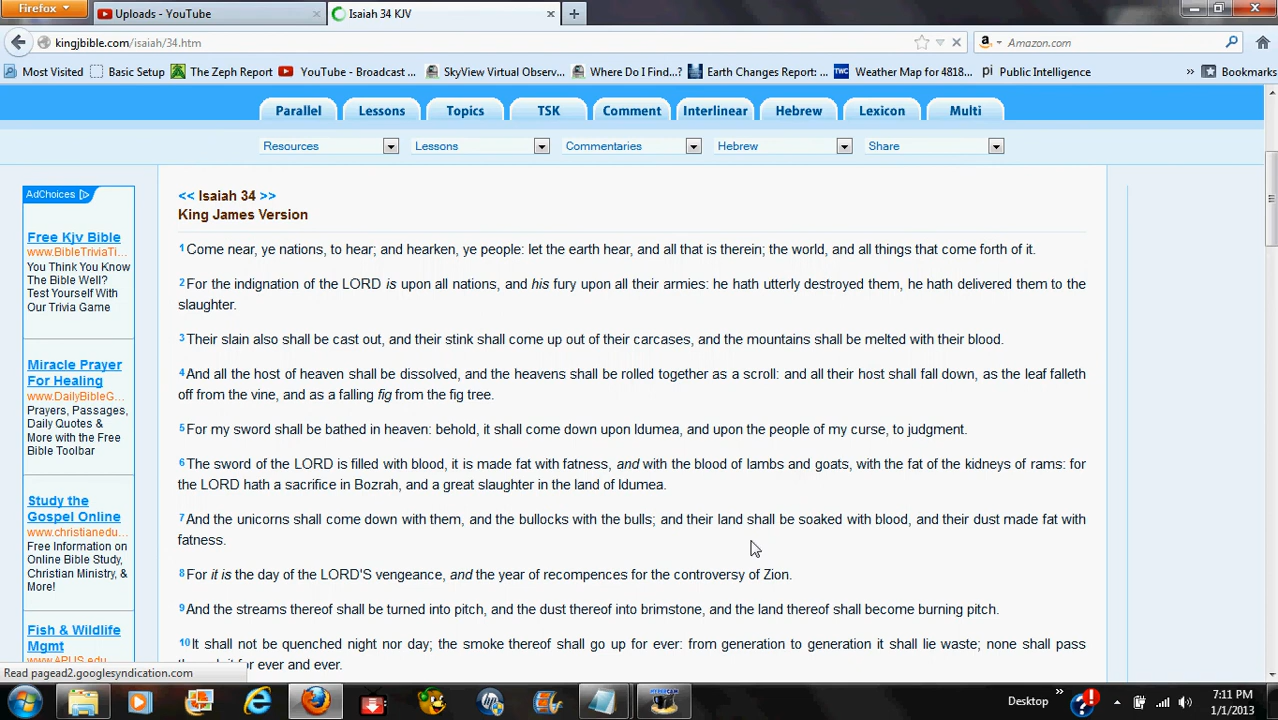 Firefox
Uploads - YouTube
Isaiah 34 KJV
kingjbible.com/isaiah/34.htm
Amazon.com
Most Visited
Basic Setup
The Zeph Report
YouTube - Broadcast ...
SkyView Virtual Observ...
Where Do I Find...?
Earth Changes Report: ...
TWC
Weather Map for 4818...
pi
Public Intelligence
»
Bookmarks
Parallel
Lessons
Topics
TSK
Comment
Interlinear
Hebrew
Lexicon
Multi
Resources
Lessons
Commentaries
Hebrew
Share
AdChoices
Free Kjv Bible
www.BibleTriviaTi...
You Think You Know
The Bible Well?
Test Yourself With
Our Trivia Game
Miracle Prayer
For Healing
www.DailyBibleG...
Prayers, Passages,
Daily Quotes &
More with the Free
Bible Toolbar
Study the
Gospel Online
www.christianedu...
Free Information on
Online Bible Study,
Christian Ministry, &
More!
Fish & Wildlife
Mgmt
www.APUS.edu
<< Isaiah 34 >>
King James Version
1Come near, ye nations, to hear; and hearken, ye people: let the earth hear, and all that is therein; the world, and all things that come forth of it.
2For the indignation of the LORD is upon all nations, and his fury upon all their armies: he hath utterly destroyed them, he hath delivered them to the
slaughter.
3Their slain also shall be cast out, and their stink shall come up out of their carcases, and the mountains shall be melted with their blood.
4And all the host of heaven shall be dissolved, and the heavens shall be rolled together as a scroll: and all their host shall fall down, as the leaf falleth
off from the vine, and as a falling fig from the fig tree.
5For my sword shall be bathed in heaven: behold, it shall come down upon Idumea, and upon the people of my curse, to judgment.
6The sword of the LORD is filled with blood, it is made fat with fatness, and with the blood of lambs and goats, with the fat of the kidneys of rams: for
the LORD hath a sacrifice in Bozrah, and a great slaughter in the land of Idumea.
7And the unicorns shall come down with them, and the bullocks with the bulls; and their land shall be soaked with blood, and their dust made fat with
fatness.
8For it is the day of the LORD'S vengeance, and the year of recompences for the controversy of Zion.
9And the streams thereof shall be turned into pitch, and the dust thereof into brimstone, and the land thereof shall become burning pitch.
10It shall not be quenched night nor day; the smoke thereof shall go up for ever: from generation to generation it shall lie waste; none shall pass
for ever and ever.
Read pagead2.googlesyndication.com
Desktop
»
7:11 PM
1/1/2013